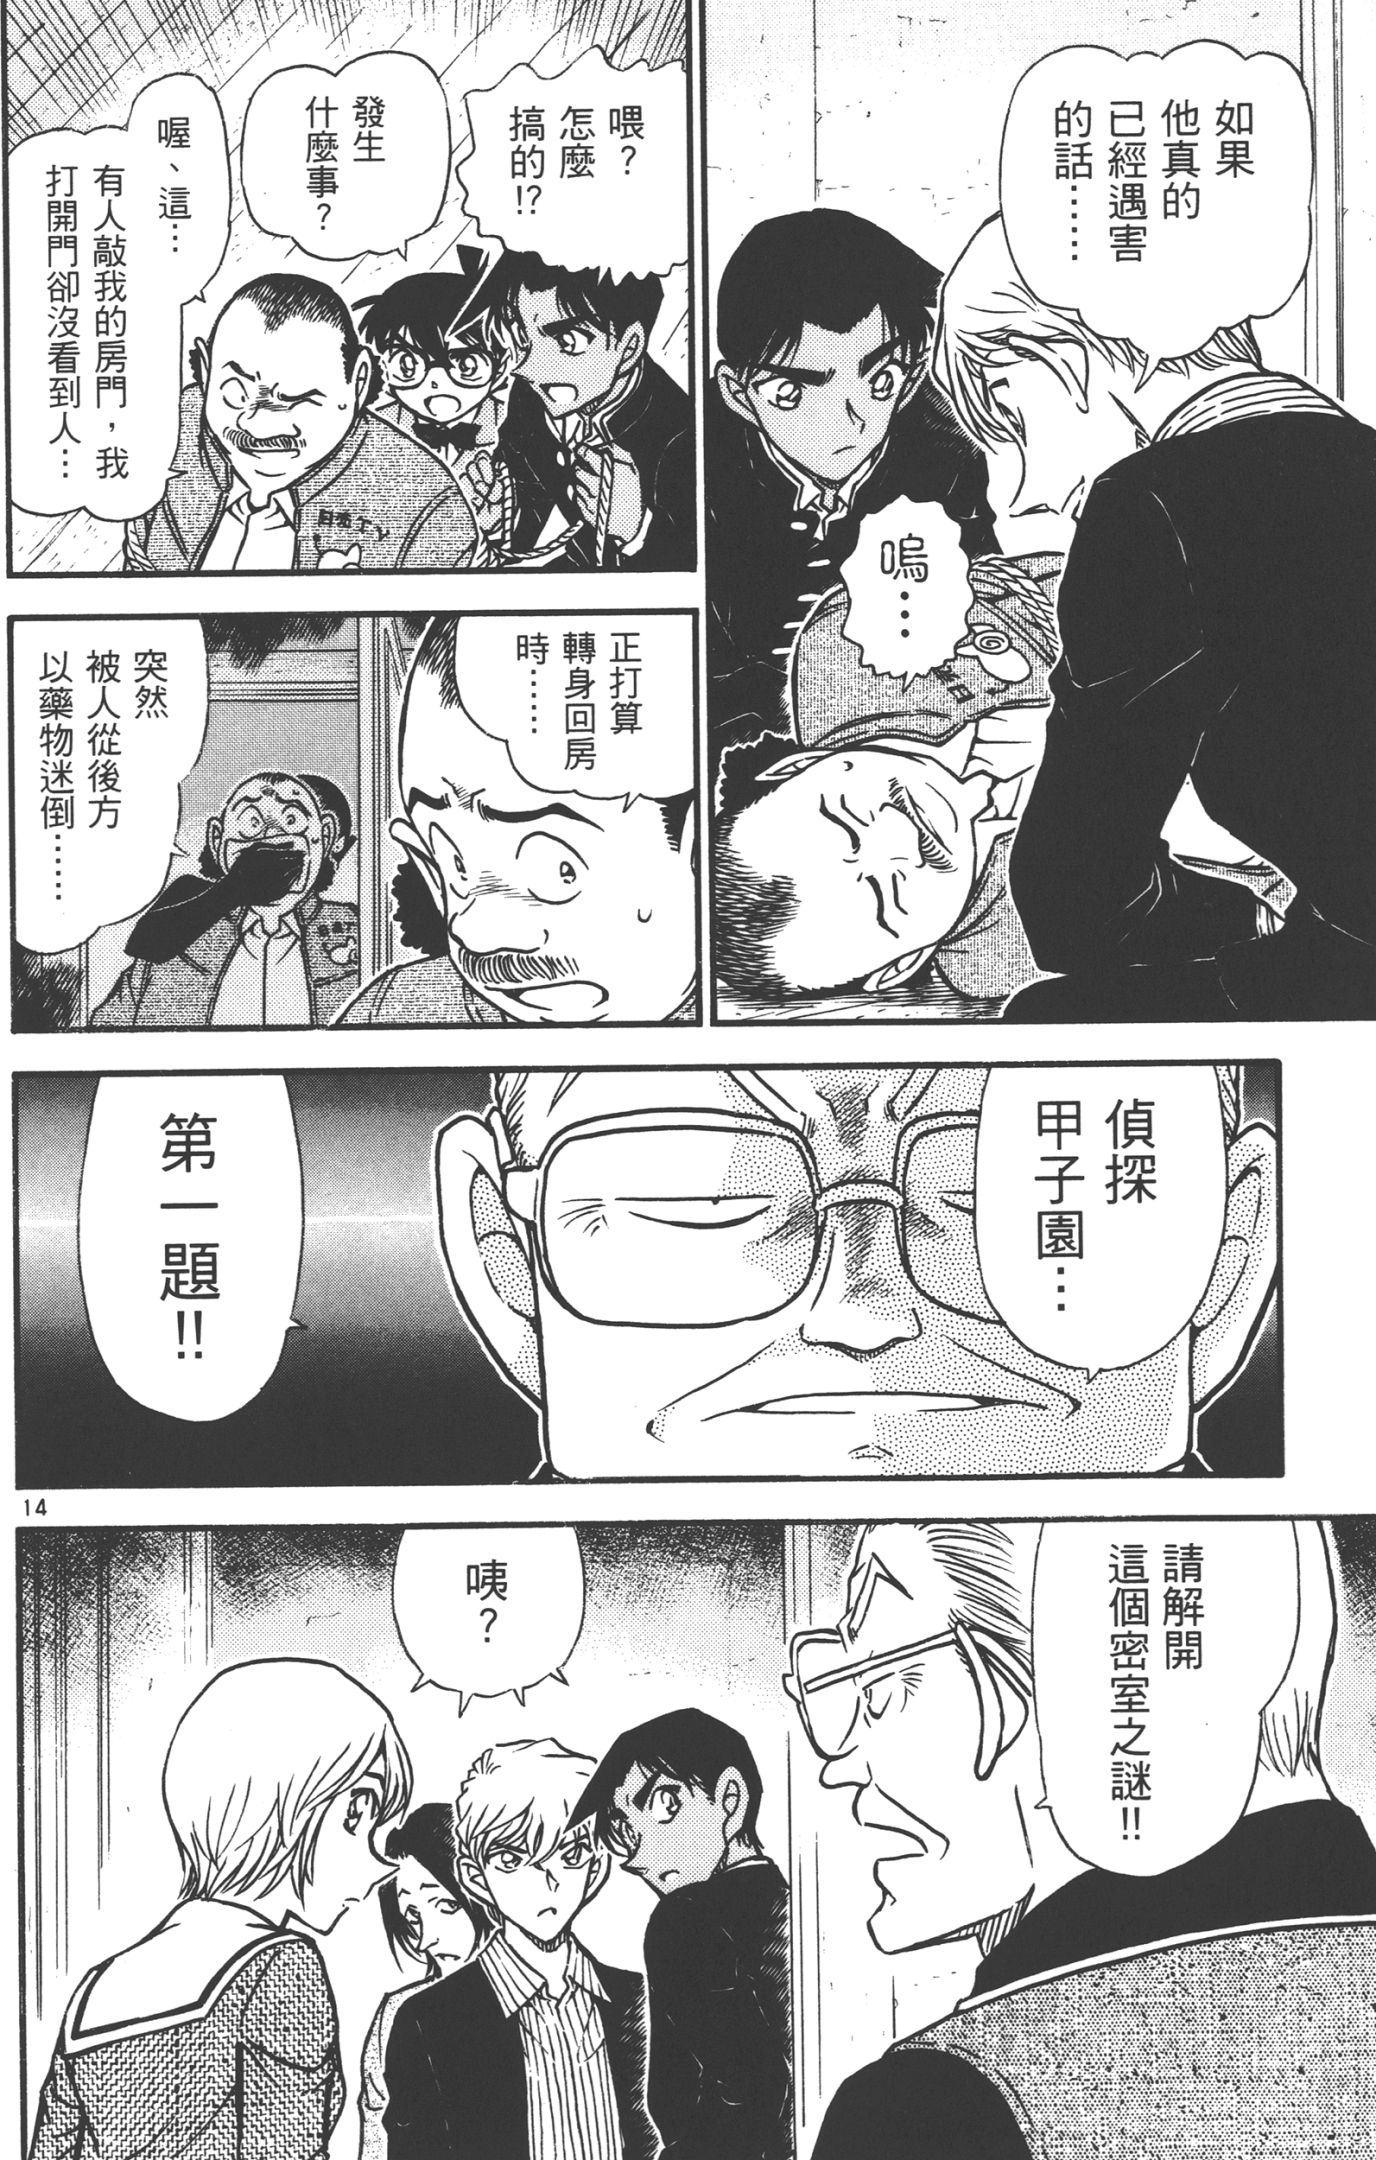 如果
他真的
已經遇害
的話……
嗚…
喂？
怎麼
搞的!?
發生
什麼事？
喔、這…
有人敲我的房門，我
打開門卻沒看到人…
正打算
轉身回房
時……
突然
被人從後方
以藥物迷倒……
偵探
甲子園…
第一題!!
14
請解開
這個密室之謎!!
咦？